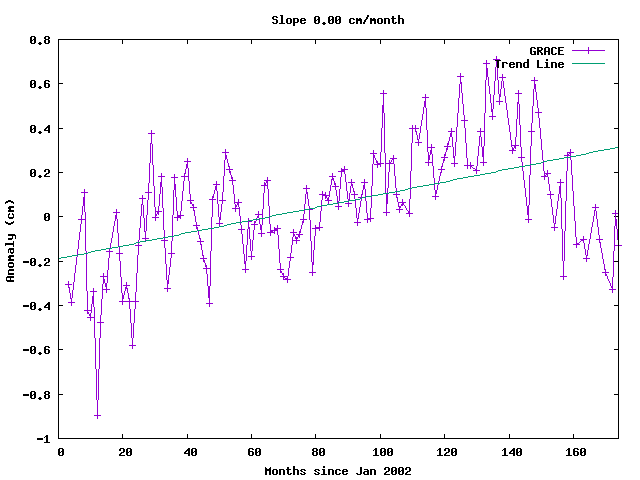 Slope 0.00 cm/month
GRACE
Trend Line
0.8
0.6
0.4
0.2
0
-0.2
-0.4
-0.6
-0.8
-1
Anomaly (cm)
0 20 40 60 80 100 120 140 160
Months since Jan 2002